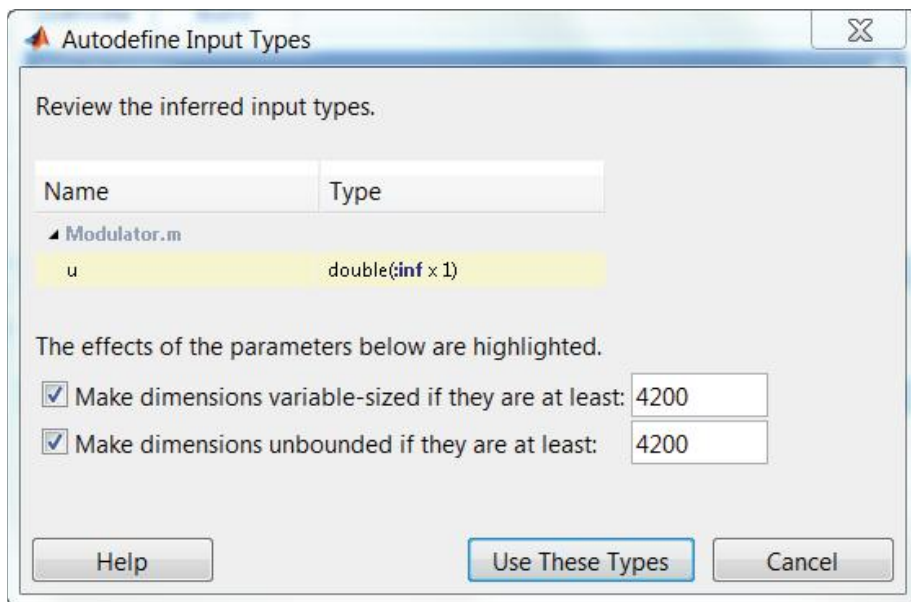 Autodefine Input Types
Review the inferred input types.
Name Type
Modulator.m
u double(:inf x 1)
The effects of the parameters below are highlighted.
Make dimensions variable-sized if they are at least: 4200
Make dimensions unbounded if they are at least: 4200
Help Use These Types Cancel